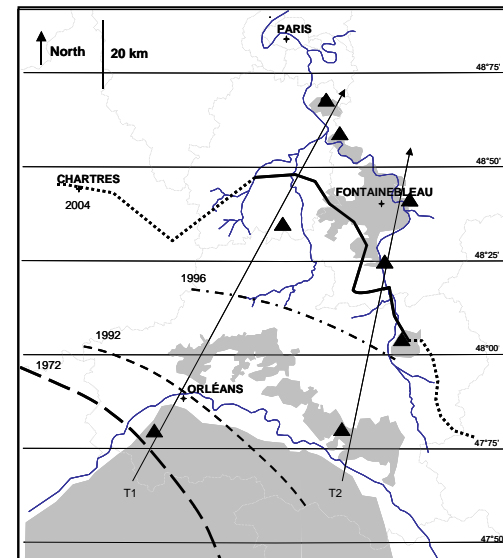 PARIS
North
20 km
48°75'
48°50'
CHARTRES
2004
FONTAINEBLEAU
48°25'
1996
1992
48°00'
1972
ORLÉANS
47°75'
T1
T2
47°50'